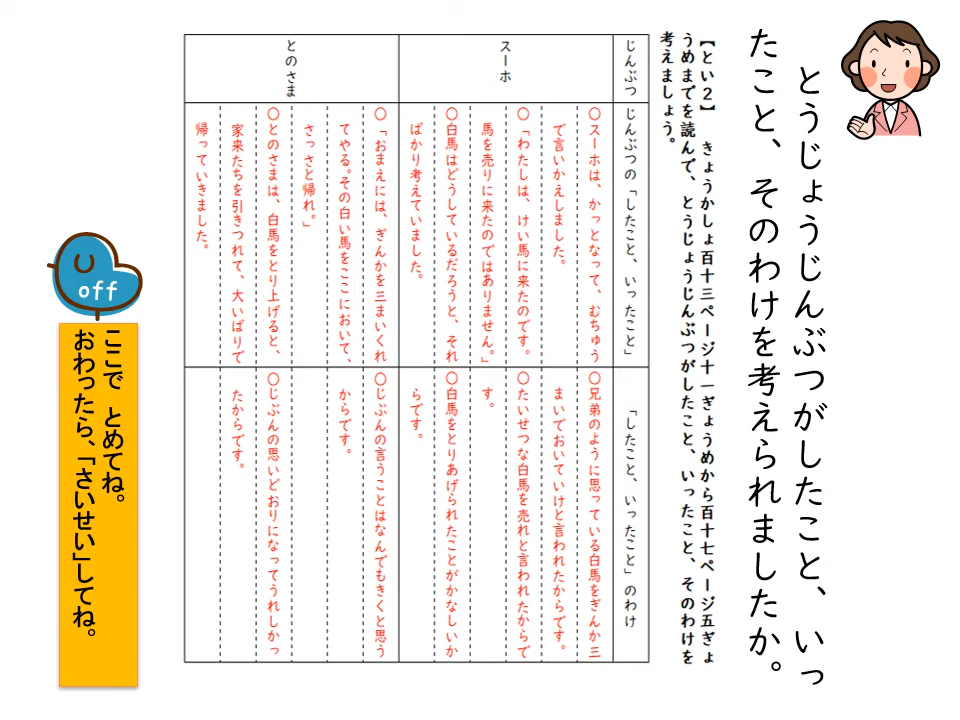 とうじょうじんぶつがしたこと、いっ
たこと、そのわけを考えられましたか。
【とい２】　きょうかしょ百十三ページ十一ぎょうめから百十七ページ五ぎょ
うめまでを読んで、とうじょうじんぶつがしたこと、いったこと、そのわけを
考えましょう。
じんぶつ
じんぶつの「したこと、いったこと」
「したこと、いったこと」のわけ
スーホ
〇スーホは、かっとなって、むちゅう
で言いかえしました。
〇「わたしは、けい馬に来たのです。
馬を売りに来たのではありません。」
〇白馬はどうしているだろうと、それ
ばかり考えていました。
〇兄弟のように思っている白馬をぎんか三
まいでおいていけと言われたからです。
〇たいせつな白馬を売れと言われたからで
す。
〇白馬をとりあげられたことがかなしいか
らです。
とのさま
〇「おまえには、ぎんかを三まいくれ
てやる。その白い馬をここにおいて、
さっさと帰れ。」
〇とのさまは、白馬をとり上げると、
家来たちを引きつれて、大いばりで
帰っていきました。
〇じぶんの言うことはなんでもきくと思う
からです。
〇じぶんの思いどおりになってうれしかっ
たからです。
off
ここで　とめてね。
おわったら、「さいせい」してね。